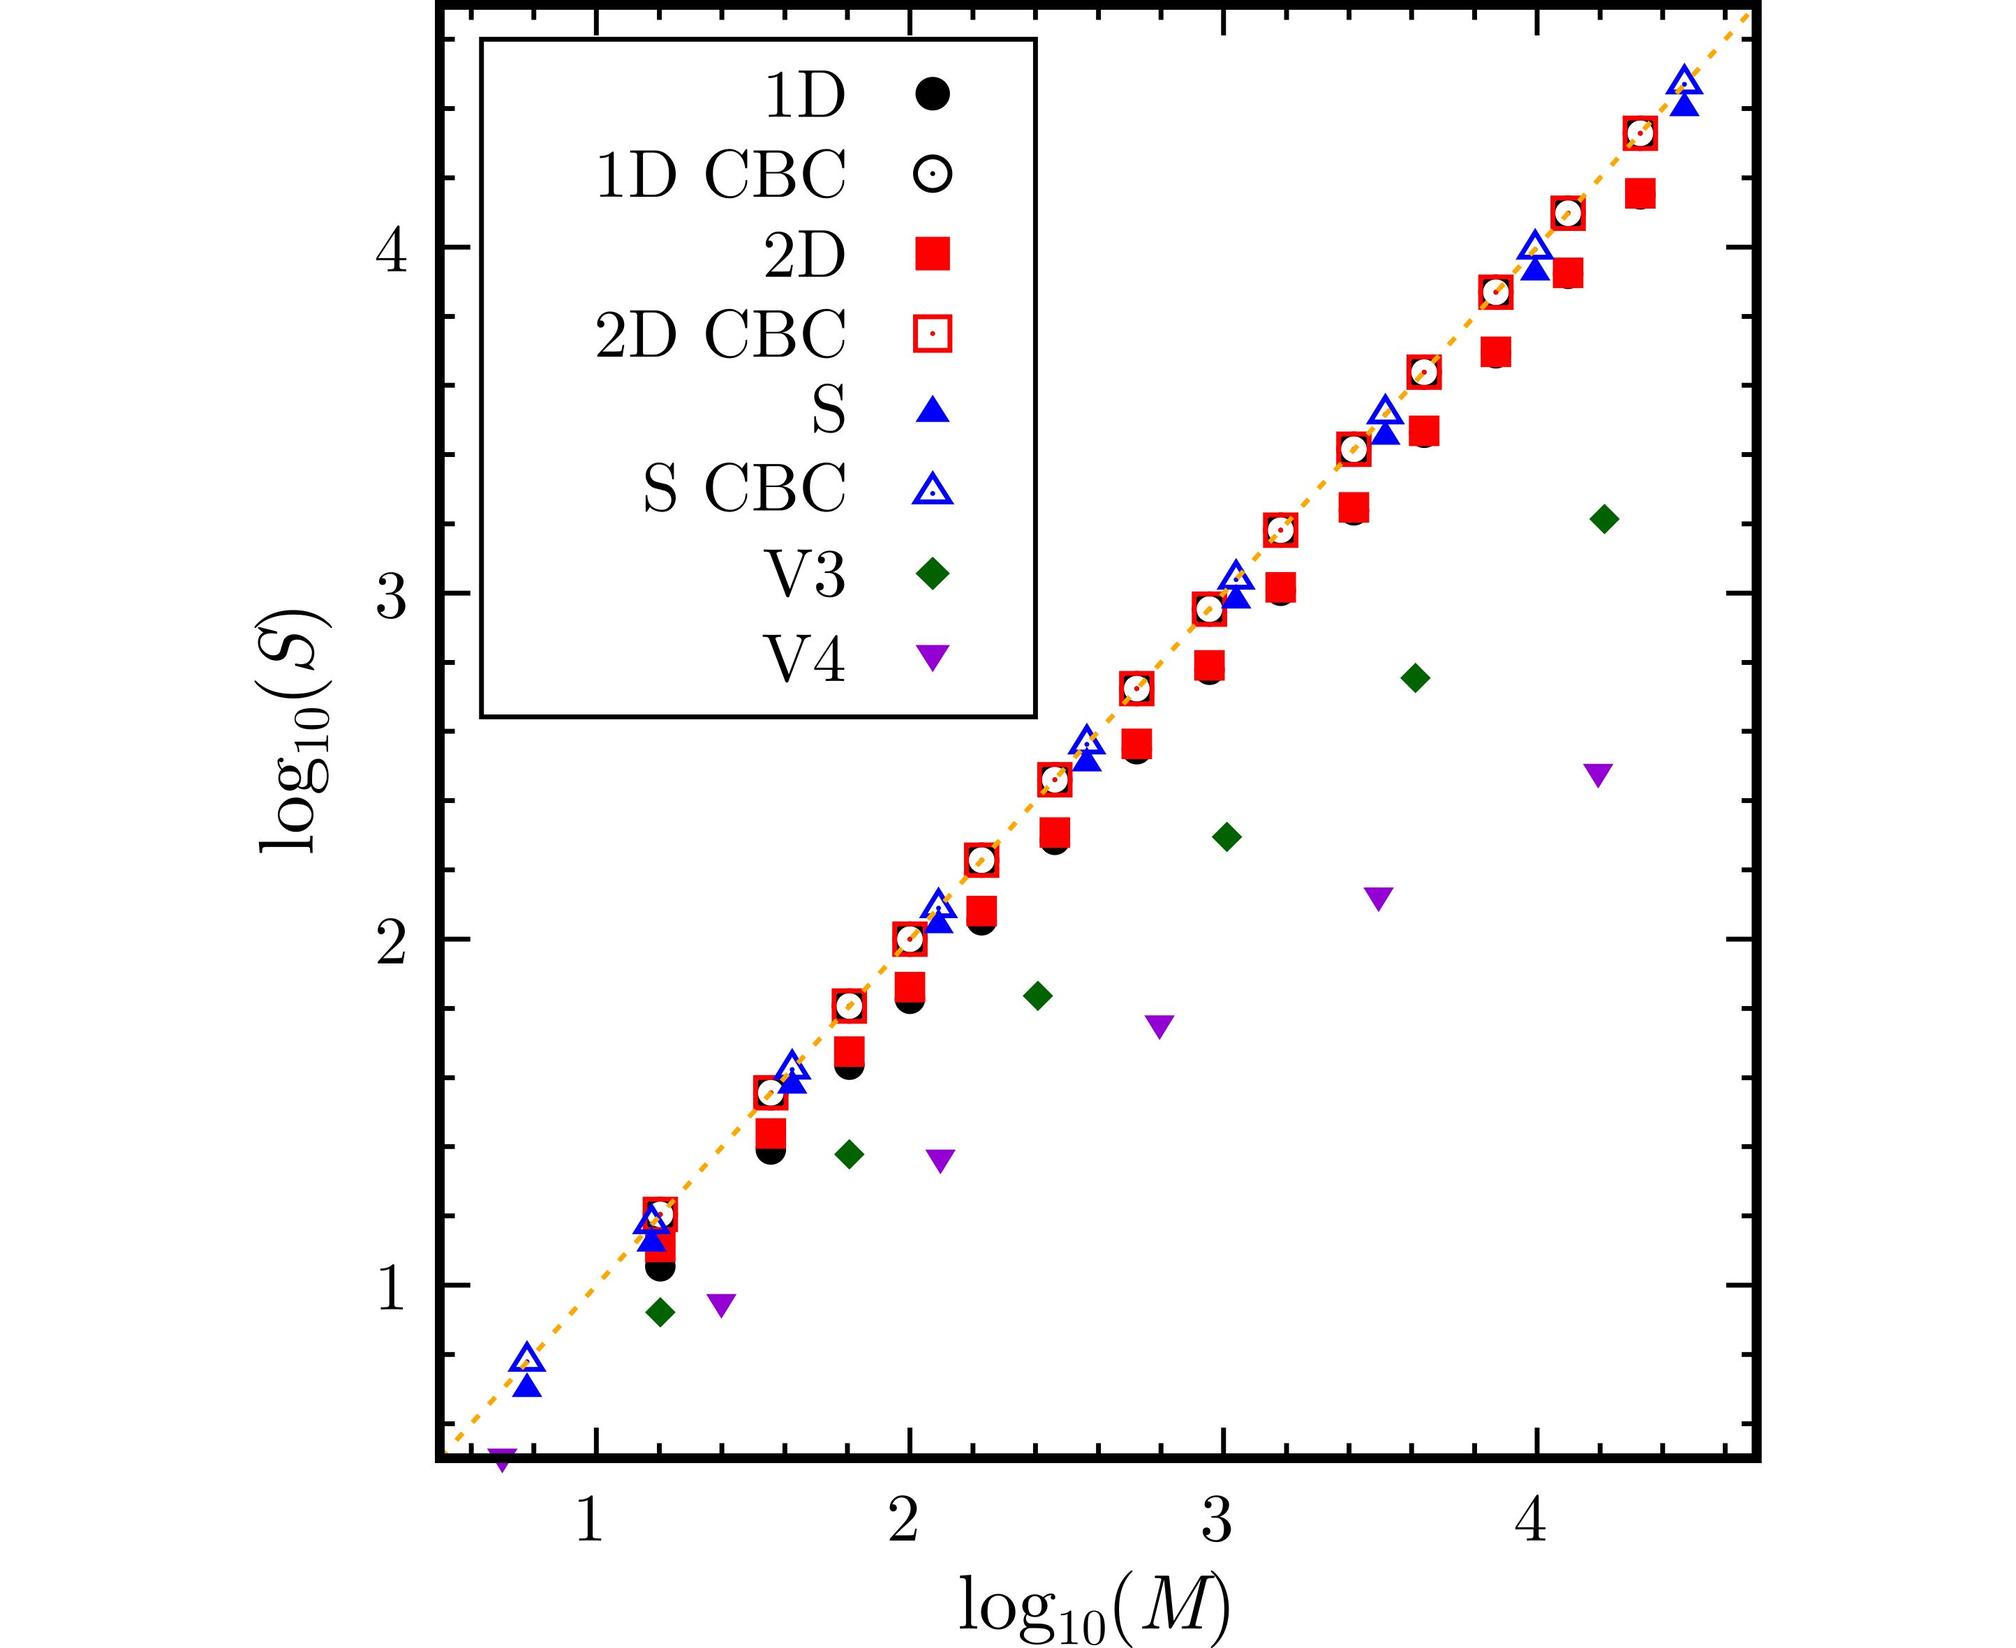 1D
1D CBC
2D
2D CBC
S
S CBC
V3
V4
4
3
2
1
log₁₀(S)
1 2 3 4
log₁₀(M)